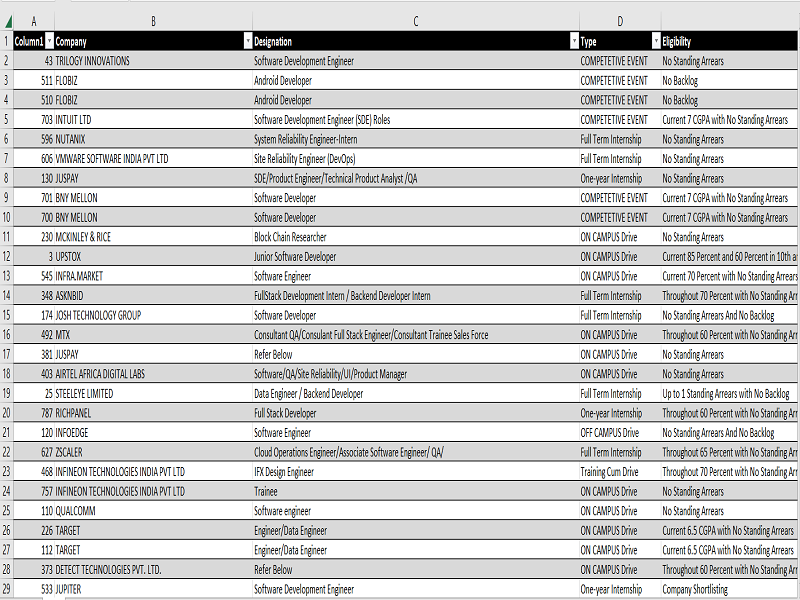 A B C D
1 Column1 Company Designation Type Eligibility
2 43 TRILOGY INNOVATIONS Software Development Engineer COMPETETIVE EVENT No Standing Arrears
3 511 FLOBIZ Android Developer COMPETETIVE EVENT No Backlog
4 510 FLOBIZ Android Developer COMPETETIVE EVENT No Backlog
5 703 INTUIT LTD Software Development Engineer (SDE) Roles COMPETETIVE EVENT Current 7 CGPA with No Standing Arrears
6 596 NUTANIX System Reliability Engineer-Intern Full Term Internship No Standing Arrears
7 606 VMWARE SOFTWARE INDIA PVT LTD Site Reliability Engineer (DevOps) Full Term Internship No Standing Arrears
8 130 JUSPAY SDE/Product Engineer/Technical Product Analyst /QA One-year Internship No Standing Arrears
9 701 BNY MELLON Software Developer COMPETETIVE EVENT Current 7 CGPA with No Standing Arrears
10 700 BNY MELLON Software Developer COMPETETIVE EVENT Current 7 CGPA with No Standing Arrears
11 230 MCKINLEY & RICE Block Chain Researcher ON CAMPUS Drive No Standing Arrears
12 3 UPSTOX Junior Software Developer ON CAMPUS Drive Current 85 Percent and 60 Percent in 10th a
13 545 INFRA.MARKET Software Engineer ON CAMPUS Drive Current 70 Percent with No Standing Arrears
14 348 ASKNBID FullStack Development Intern / Backend Developer Intern Full Term Internship Throughout 70 Percent with No Standing Arr
15 174 JOSH TECHNOLOGY GROUP Software Developer Full Term Internship No Standing Arrears And No Backlog
16 492 MTX Consultant QA/Consulant Full Stack Engineer/Consultant Trainee Sales Force ON CAMPUS Drive Throughout 60 Percent with No Standing Arr
17 381 JUSPAY Refer Below ON CAMPUS Drive No Standing Arrears
18 403 AIRTEL AFRICA DIGITAL LABS Software/QA/Site Reliability/UI/Product Manager ON CAMPUS Drive No Standing Arrears
19 25 STEELEYE LIMITED Data Engineer / Backend Developer Full Term Internship Up to 1 Standing Arrears with No Backlog
20 787 RICHPANEL Full Stack Developer One-year Internship Throughout 60 Percent with No Standing Arr
21 120 INFOEDGE Software Engineer OFF CAMPUS Drive No Standing Arrears And No Backlog
22 627 ZSCALER Cloud Operations Engineer/Associate Software Engineer/ QA/ Full Term Internship Throughout 65 Percent with No Standing Arr
23 468 INFINEON TECHNOLOGIES INDIA PVT LTD IFX Design Engineer Training Cum Drive Throughout 70 Percent with No Standing Arr
24 757 INFINEON TECHNOLOGIES INDIA PVT LTD Trainee ON CAMPUS Drive No Standing Arrears
25 110 QUALCOMM Software engineer ON CAMPUS Drive No Standing Arrears
26 226 TARGET Engineer/Data Engineer ON CAMPUS Drive Current 6.5 CGPA with No Standing Arrears
27 112 TARGET Engineer/Data Engineer ON CAMPUS Drive Current 6.5 CGPA with No Standing Arrears
28 373 DETECT TECHNOLOGIES PVT. LTD. Refer Below ON CAMPUS Drive Throughout 60 Percent with No Standing Arr
29 533 JUPITER Software Development Engineer One-year Internship Company Shortlisting